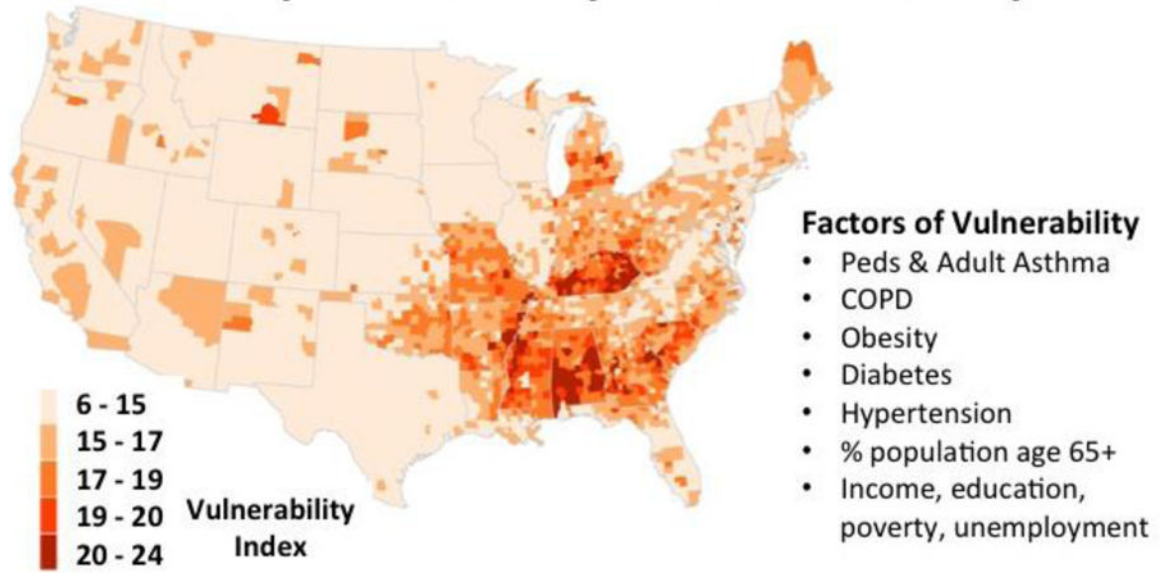 Factors of Vulnerability
• Peds & Adult Asthma
• COPD
• Obesity
• Diabetes
• Hypertension
• % population age 65+
• Income, education,
poverty, unemployment
6 - 15
15 - 17
17 - 19
19 - 20
20 - 24
Vulnerability
Index